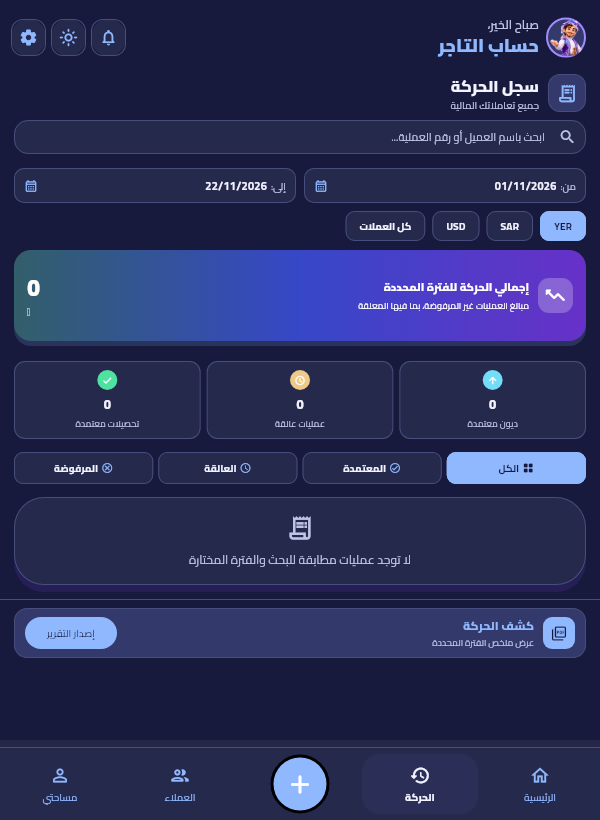 صباح الخير،
حساب التاجر
سجل الحركة
جميع تعاملاتك المالية
ابحث باسم العميل أو رقم العملية...
من: 01/11/2026
إلى: 22/11/2026
YER
SAR
USD
كل العملات
إجمالي الحركة للفترة المحددة
مبالغ العمليات غير المرفوضة، بما فيها المعلقة
0
0
ديون معتمدة
0
عمليات عالقة
0
تحصيلات معتمدة
الكل
المعتمدة
العالقة
المرفوضة
لا توجد عمليات مطابقة للبحث والفترة المختارة
PDF
كشف الحركة
عرض ملخص الفترة المحددة
إصدار التقرير
الرئيسية
الحركة
العملاء
مساحتي